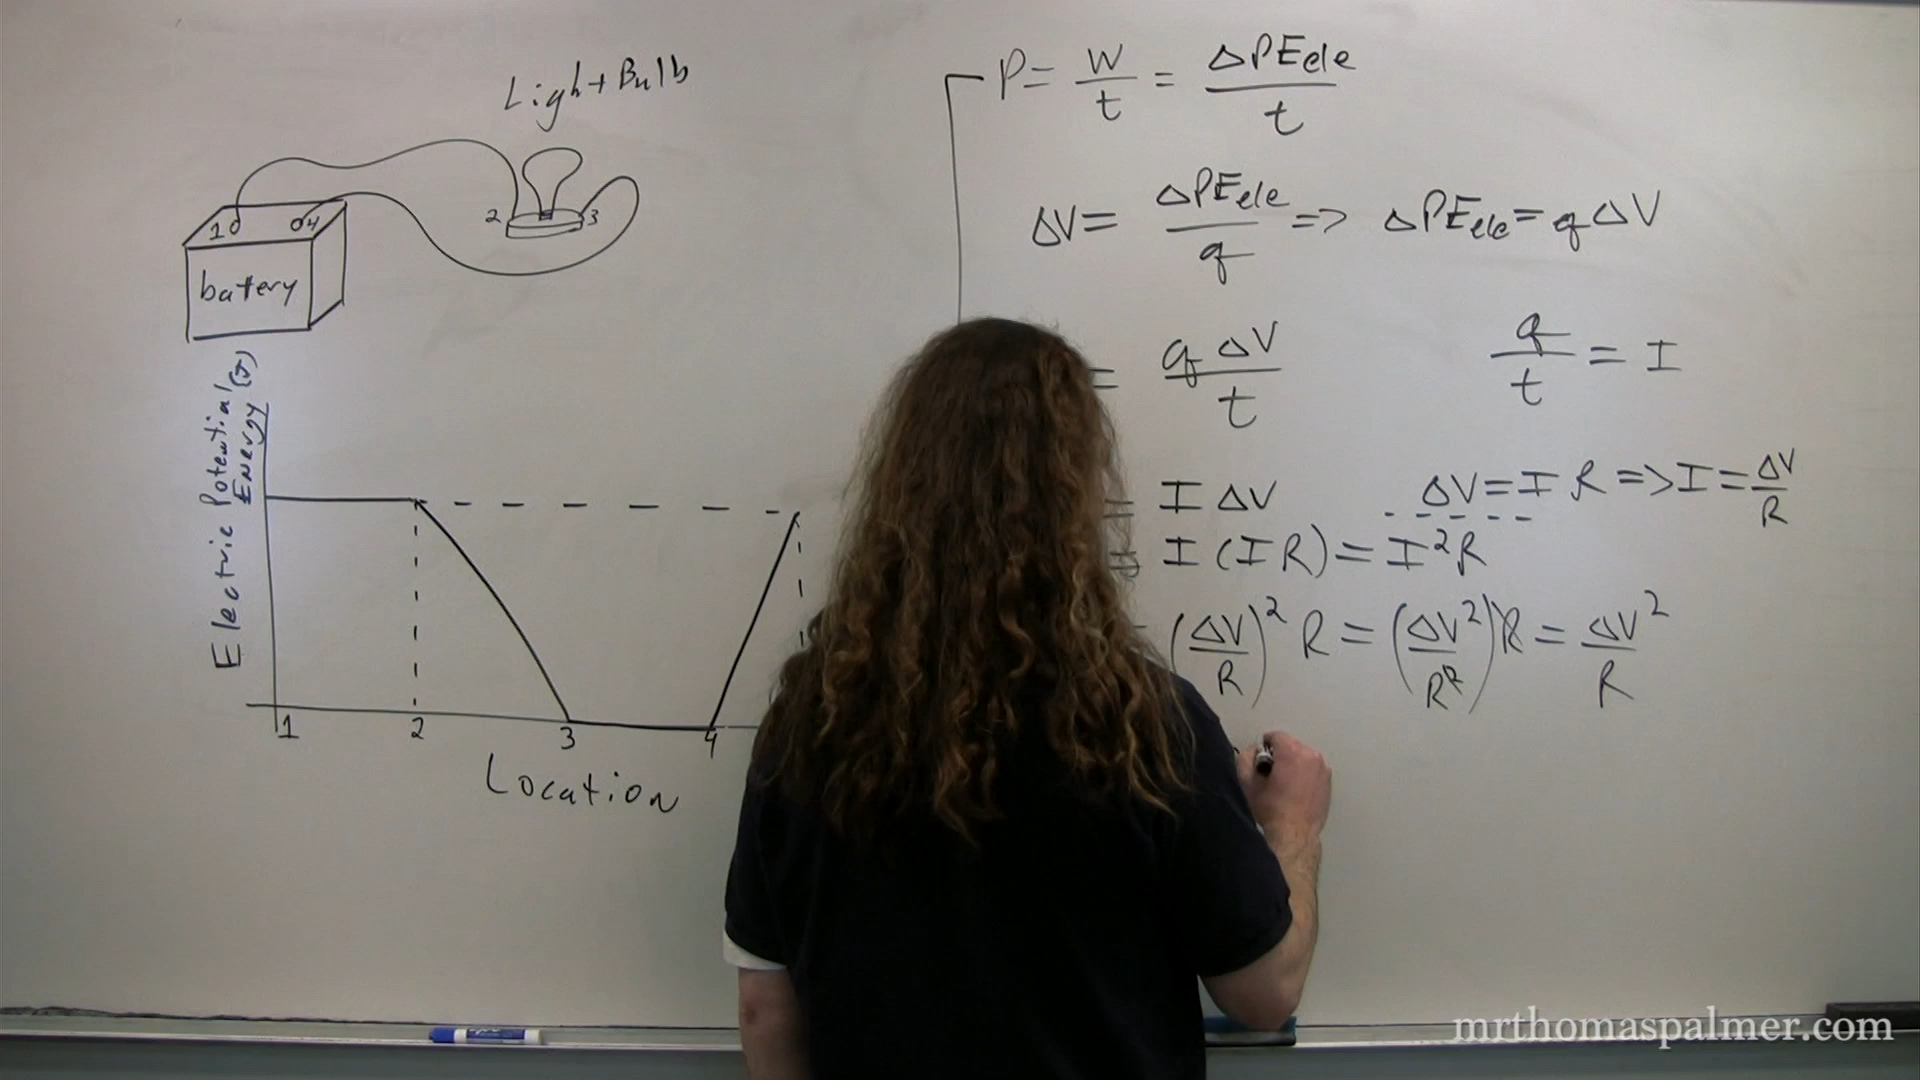 Light Bulb
1 4
2 3
battery
Electric Potential
Energy (J)
1 2 3 4
Location
P = W/t = ΔPEele/t
ΔV = ΔPEele/q => ΔPEele = qΔV
= qΔV/t
q/t = I
= IΔV
ΔV = IR => I = ΔV/R
= I(IR) = I²R
(ΔV/R)² R = (ΔV²/R²)R = ΔV²/R
mrthomaspalmer.com